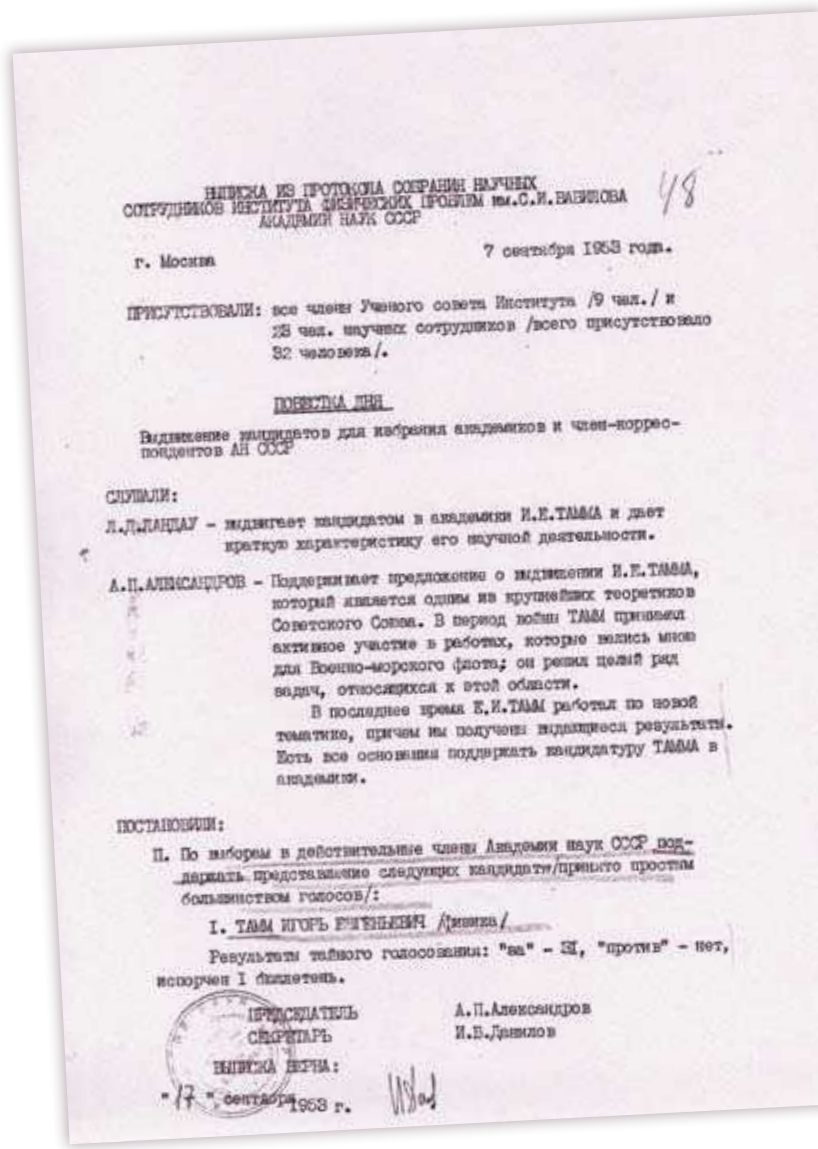 ВЫПИСКА ИЗ ПРОТОКОЛА СОБРАНИЯ НАУЧНЫХ
СОТРУДНИКОВ ИНСТИТУТА ФИЗИЧЕСКИХ ПРОБЛЕМ им.С.И.ВАВИЛОВА
АКАДЕМИИ НАУК СССР
48
г. Москва
7 сентября 1953 года.
ПРИСУТСТВОВАЛИ: все члены Ученого совета Института /9 чел./ и
23 чел. научных сотрудников /всего присутствовало
32 человека/.
ПОВЕСТКА ДНЯ
Выдвижение кандидатов для избрания академиков и член-коррес-
пондентов АН СССР
СЛУШАЛИ:
Л.Д.ЛАНДАУ – выдвигает кандидатом в академики И.Е.ТАММА и дает
краткую характеристику его научной деятельности.
А.П.АЛЕКСАНДРОВ – Поддерживает предложение о выдвижении И.Е.ТАММА,
который является одним из крупнейших теоретиков
Советского Союза. В период войны ТАММ принимал
активное участие в работах, которые велись мною
для Военно-морского флота; он решил целый ряд
задач, относящихся к этой области.
В последнее время Е.И.ТАММ работал по новой
тематике, причем им получены выдающиеся результаты.
Есть все основания поддержать кандидатуру ТАММА в
академики.
ПОСТАНОВИЛИ:
П. По выборам в действительные члены Академии наук СССР под-
держать представление следующих кандидатв/принято простым
большинством голосов/:
I. ТАММ ИГОРЬ ЕВГЕНЬЕВИЧ /физика/
Результаты тайного голосования: "за" – 3I, "против" – нет,
испорчен I бюллетень.
ПРЕДСЕДАТЕЛЬ А.П.Александров
СЕКРЕТАРЬ И.Б.Данилов
ВЫПИСКА ВЕРНА:
"17" сентября 1953 г.